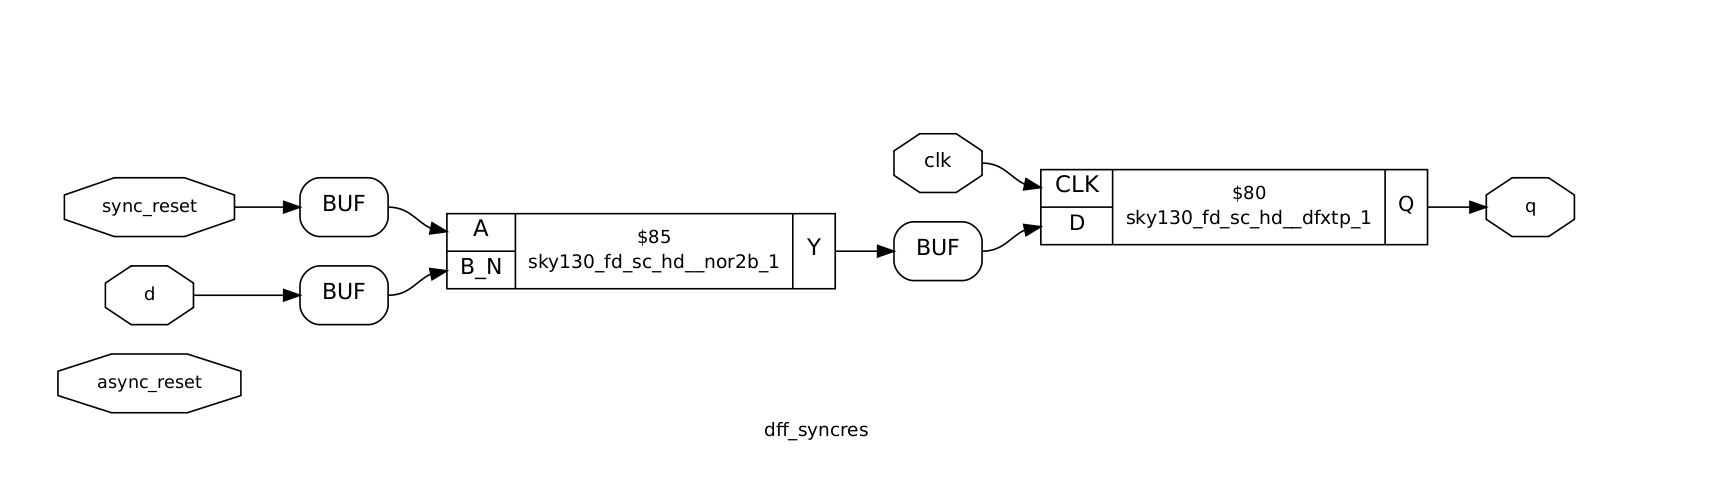 sync_reset
BUF
d
BUF
async_reset
A
B_N
$85
sky130_fd_sc_hd__nor2b_1
Y
BUF
clk
CLK
D
$80
sky130_fd_sc_hd__dfxtp_1
Q
q
dff_syncres